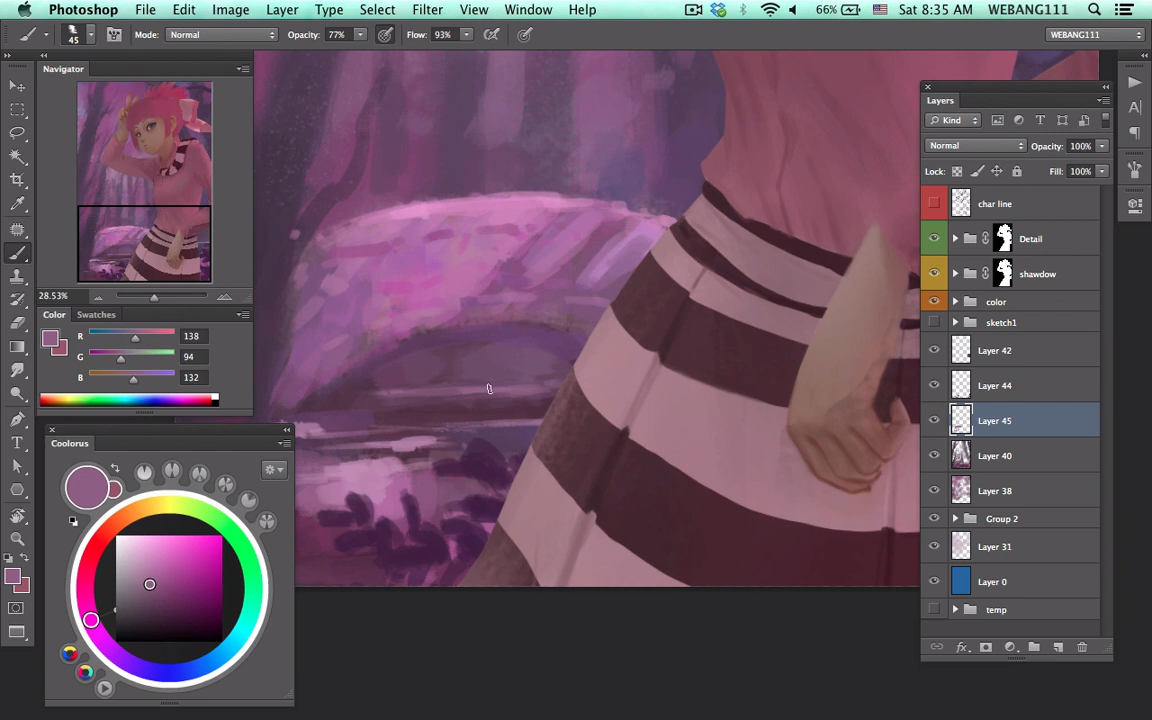 Photoshop File Edit Image Layer Type Select Filter View Window Help 66% Sat 8:35 AM WEBANG111
45 Mode: Normal Opacity: 77% Flow: 93% WEBANG111
Navigator
28.53%
Color Swatches
R 138
G 94
B 132
Coolorus
Layers
Kind
Normal Opacity: 100%
Lock: Fill: 100%
char line
Detail
shawdow
color
sketch1
Layer 42
Layer 44
Layer 45
Layer 40
Layer 38
Group 2
Layer 31
Layer 0
temp